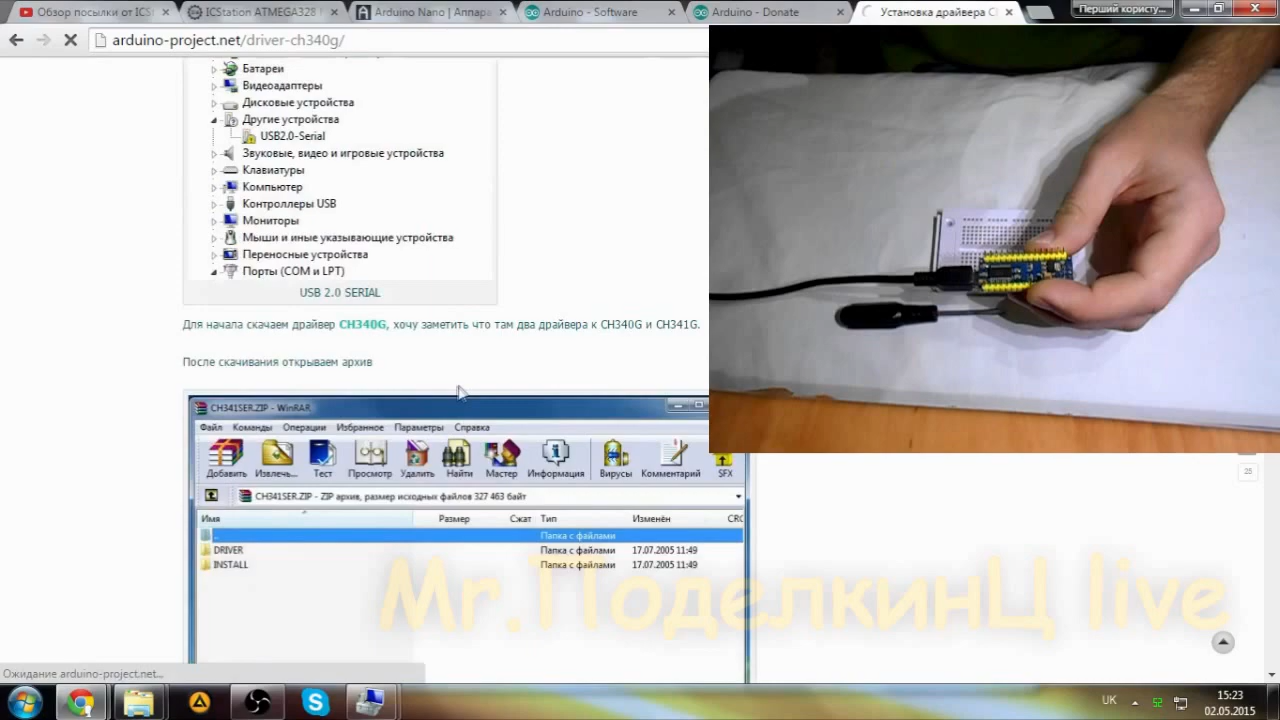 Обзор посылки от ICSt
ICStation ATMEGA328
Arduino Nano | Аппара
Arduino - Software
Arduino - Donate
Установка драйвера C
Перший користу...
arduino-project.net/driver-ch340g/
Батареи
Видеоадаптеры
Дисковые устройства
Другие устройства
USB2.0-Serial
Звуковые, видео и игровые устройства
Клавиатуры
Компьютер
Контроллеры USB
Мониторы
Мыши и иные указывающие устройства
Переносные устройства
Порты (COM и LPT)
USB 2.0 SERIAL
Для начала скачаем драйвер CH340G, хочу заметить что там два драйвера к CH340G и CH341G.
После скачивания открываем архив
CH341SER.ZIP - WinRAR
Файл Команды Операции Избранное Параметры Справка
Добавить Извлечь... Тест Просмотр Удалить Найти Мастер Информация Вирусы Комментарий SFX
CH341SER.ZIP - ZIP архив, размер исходных файлов 327 463 байт
Имя Размер Сжат Тип Изменён CRC
.. Папка с файлами
DRIVER Папка с файлами 17.07.2005 11:49
INSTALL Папка с файлами 17.07.2005 11:49
25
Mr.ПоделкинЦ live
Ожидание arduino-project.net...
UK
15:23
02.05.2015